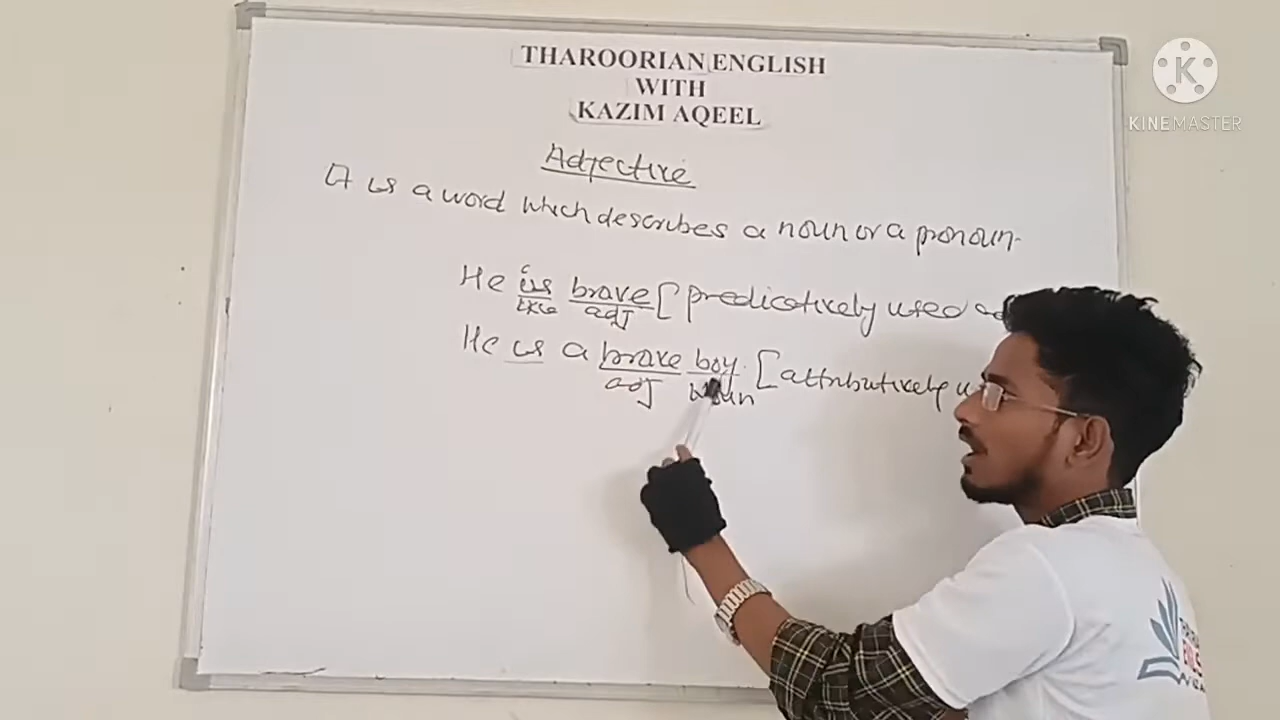 THAROORIAN ENGLISH
WITH
KAZIM AQEEL
KINEMASTER
Adjective
It is a word which describes a noun or a pronoun.
He is brave [predicatively used
adj
He is a brave boy. [attributively
adj noun